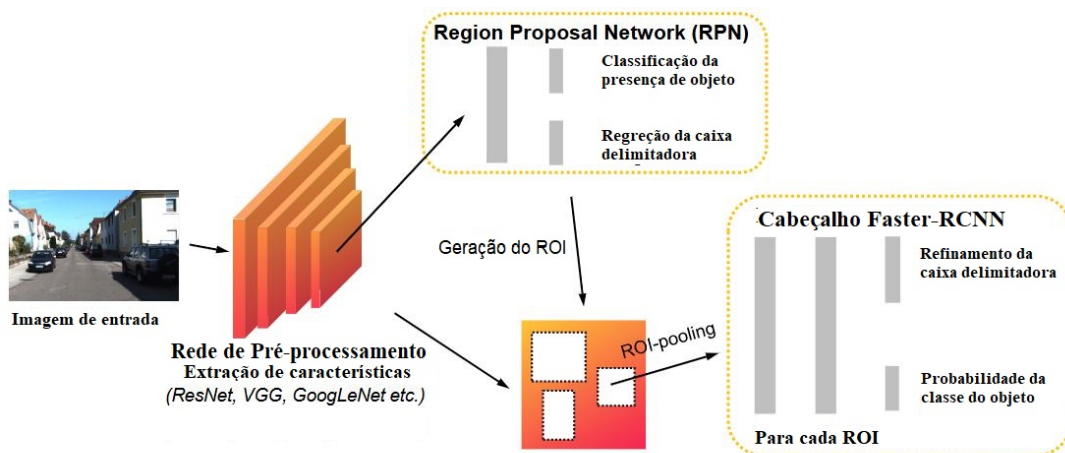 Region Proposal Network (RPN)
Classificação da
presença de objeto
Regreção da caixa
delimitadora
Imagem de entrada
Rede de Pré-processamento
Extração de característícas
(ResNet, VGG, GoogLeNet etc.)
Geração do ROI
ROI-pooling
Cabeçalho Faster-RCNN
Refinamento da
caixa delimitadora
Probabilidade da
classe do objeto
Para cada ROI